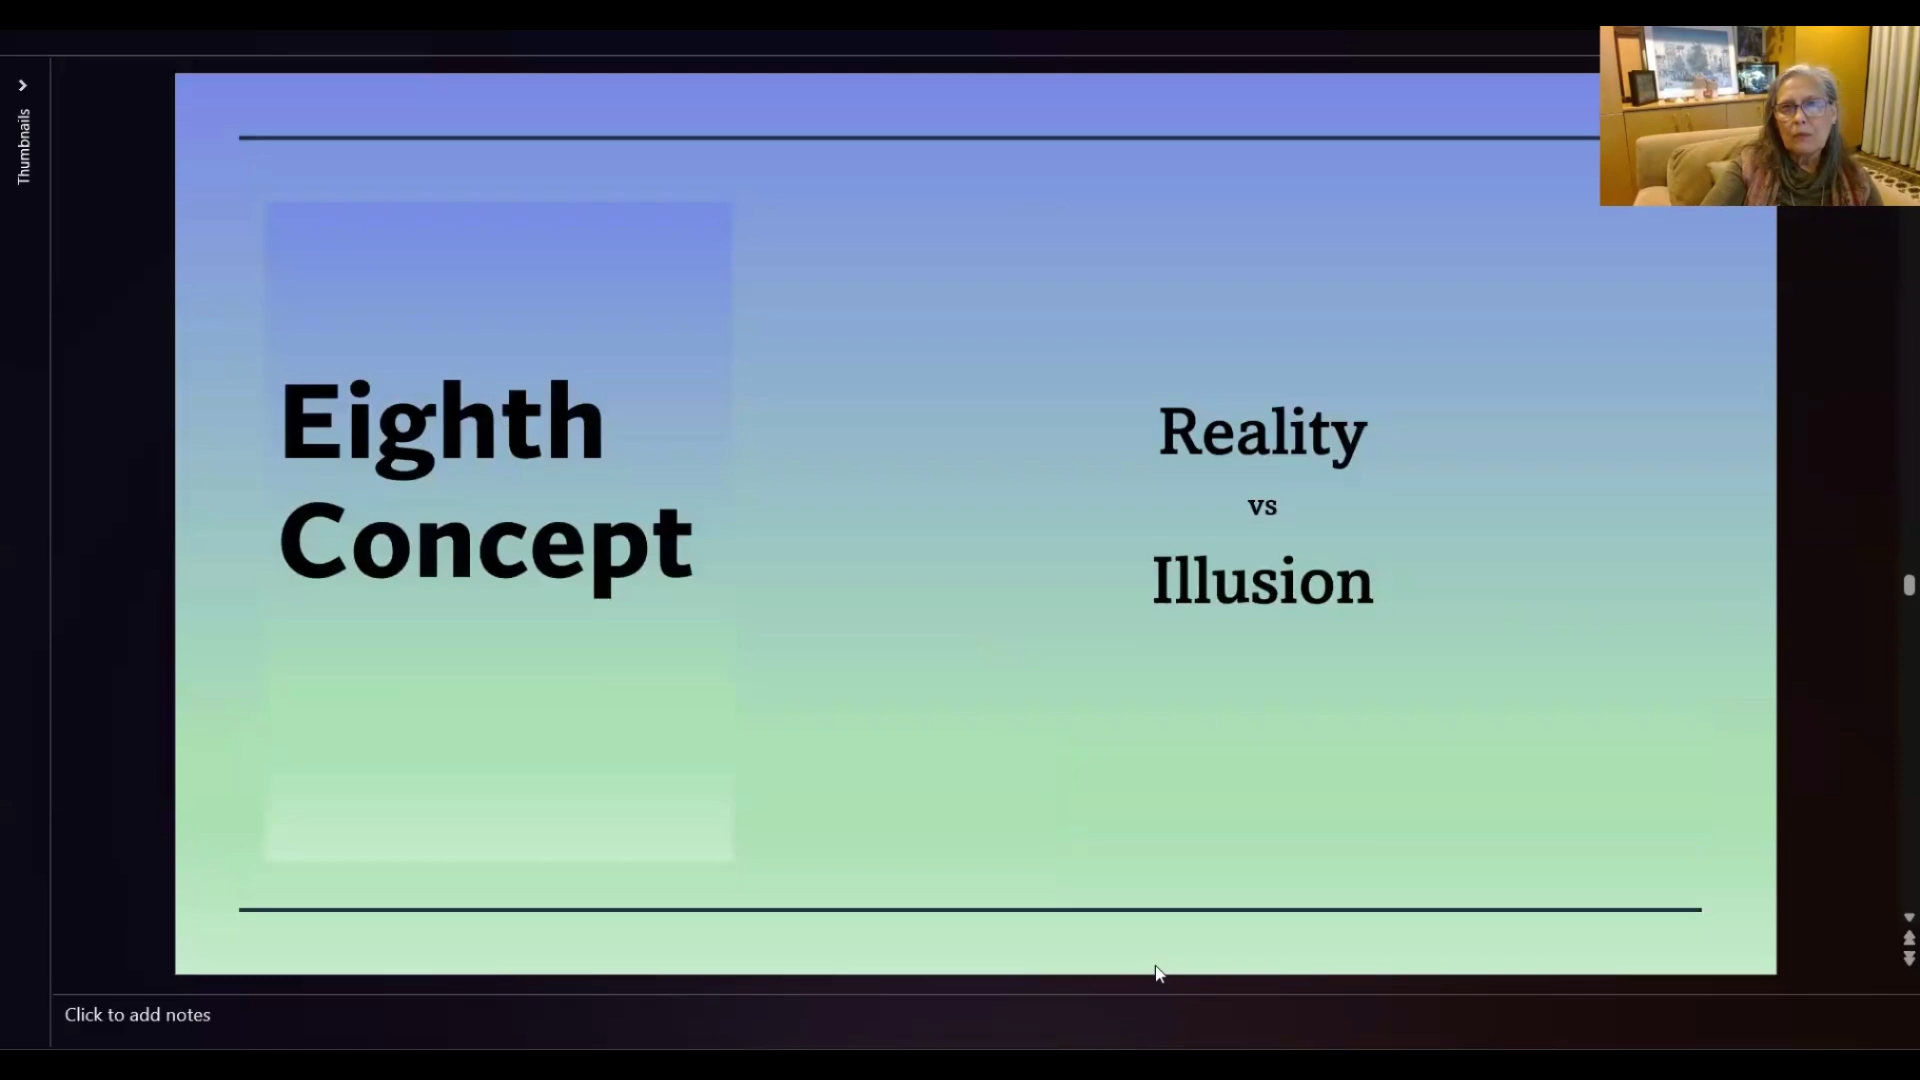 Thumbnails
Eighth
Concept
Reality
vs
Illusion
Click to add notes